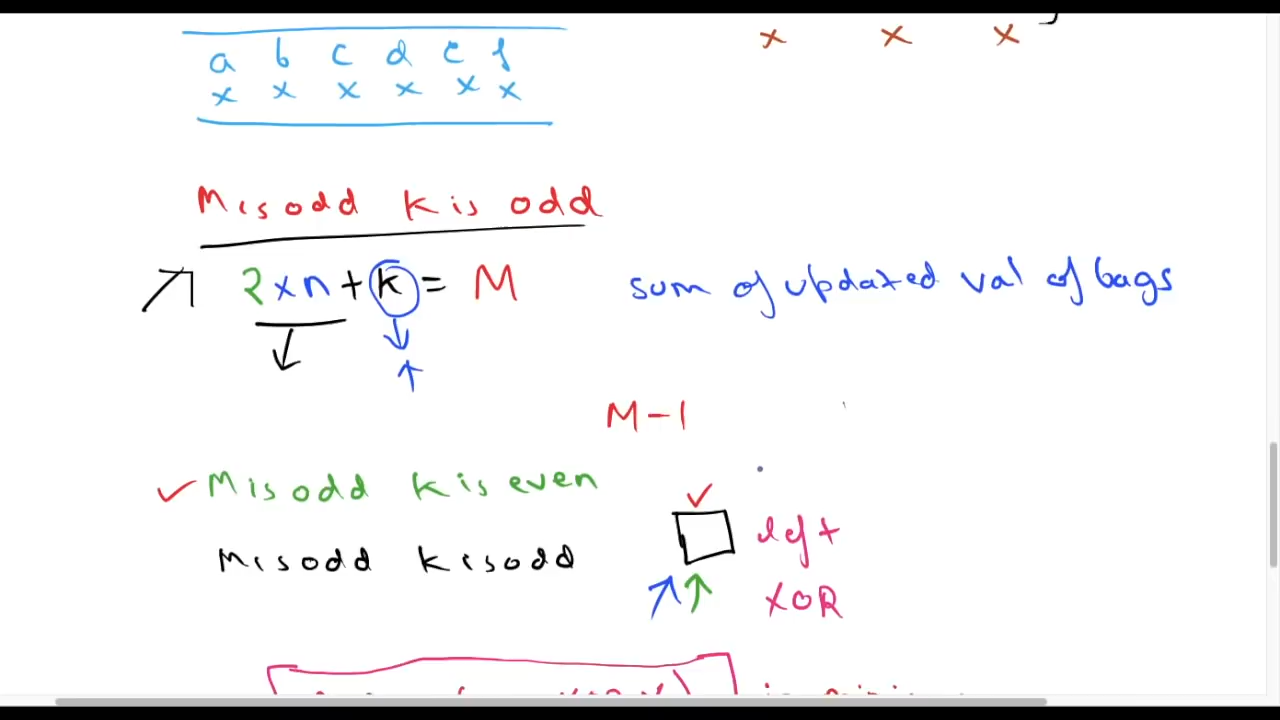 a b c d e f
x x x x x x
x x x
M is odd k is odd
2 x n + k = M
sum of updated val of bags
M - 1
M is odd k is even
M is odd k is odd
left
XOR